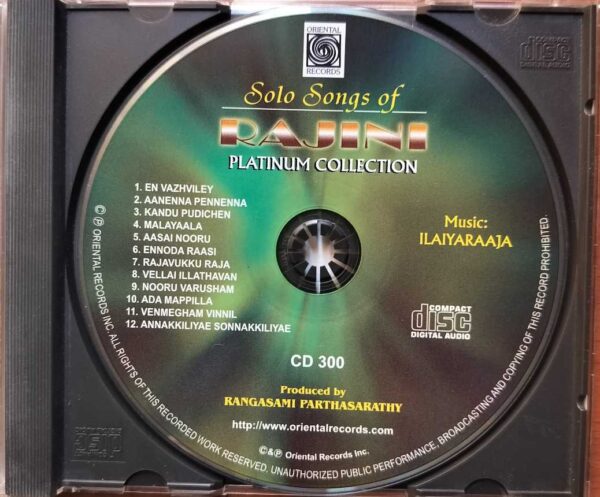 ORIENTAL
RECORDS
COMPACT
disc
DIGITAL AUDIO
Solo Songs of
RAJINI
PLATINUM COLLECTION
1. EN VAZHVILEY
2. AANENNA PENNENNA
3. KANDU PUDICHEN
4. MALAYAALA
5. AASAI NOORU
6. ENNODA RAASI
7. RAJAVUKKU RAJA
8. VELLAI ILLATHAVAN
9. NOORU VARUSHAM
10. ADA MAPPILLA
11. VENMEGHAM VINNIL
12. ANNAKKILIYAE SONNAKKILIYAE
Music:
ILAIYARAAJA
COMPACT
disc
DIGITAL AUDIO
CD 300
Produced by
RANGASAMI PARTHASARATHY
http://www.orientalrecords.com
©&℗ Oriental Records Inc.
©℗ ORIENTAL RECORDS INC. ALL RIGHTS OF THIS RECORDED WORK RESERVED. UNAUTHORIZED PUBLIC PERFORMANCE, BROADCASTING AND COPYING OF THIS RECORD PROHIBITED.